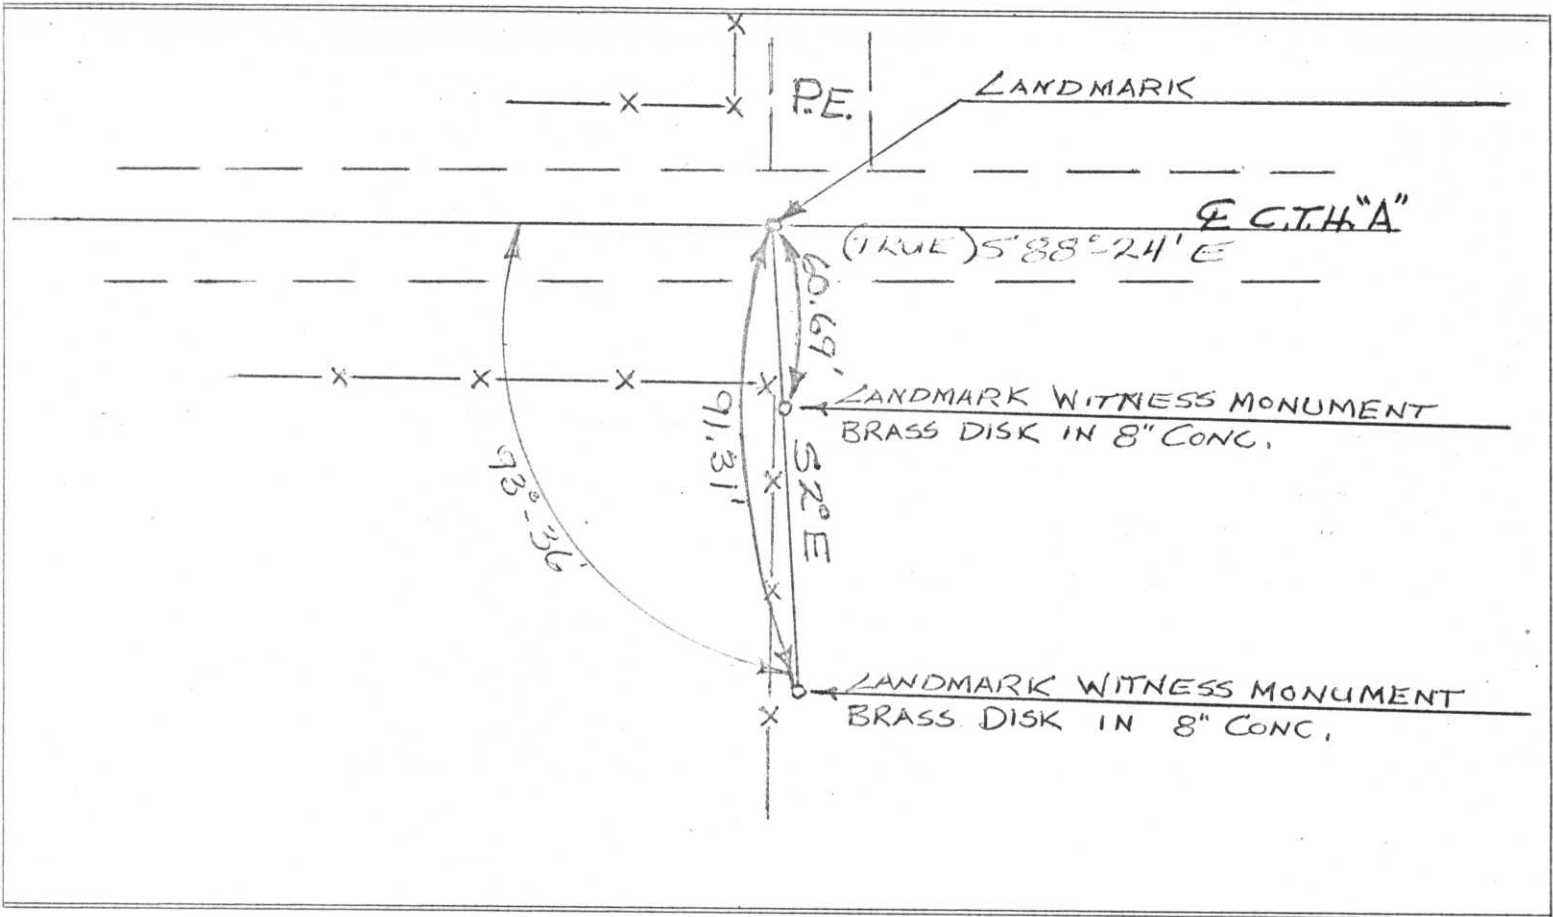 P.E.
LANDMARK
℄ C.T.H. "A"
(TRUE) S 88°-24' E
60.69'
LANDMARK WITNESS MONUMENT
BRASS DISK IN 8" CONC.
91.31'
S2°E
93°-36'
LANDMARK WITNESS MONUMENT
BRASS DISK IN 8" CONC.